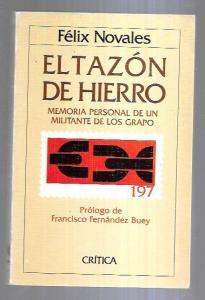 Félix Novales
EL TAZÓN
DE HIERRO
MEMORIA PERSONAL DE UN
MILITANTE DE LOS GRAPO
197
Prólogo de
Francisco Fernández Buey
CRÍTICA